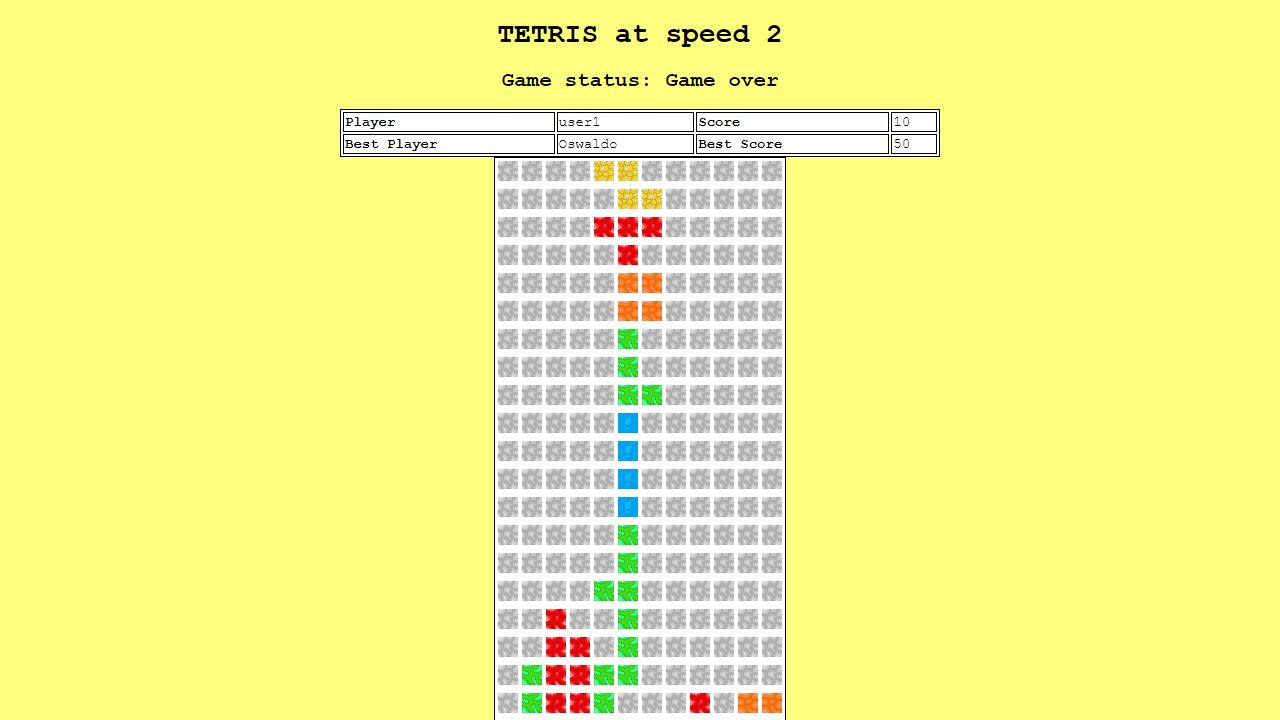 TETRIS at speed 2
Game status: Game over
Player user1 Score 10
Best Player Oswaldo Best Score 50